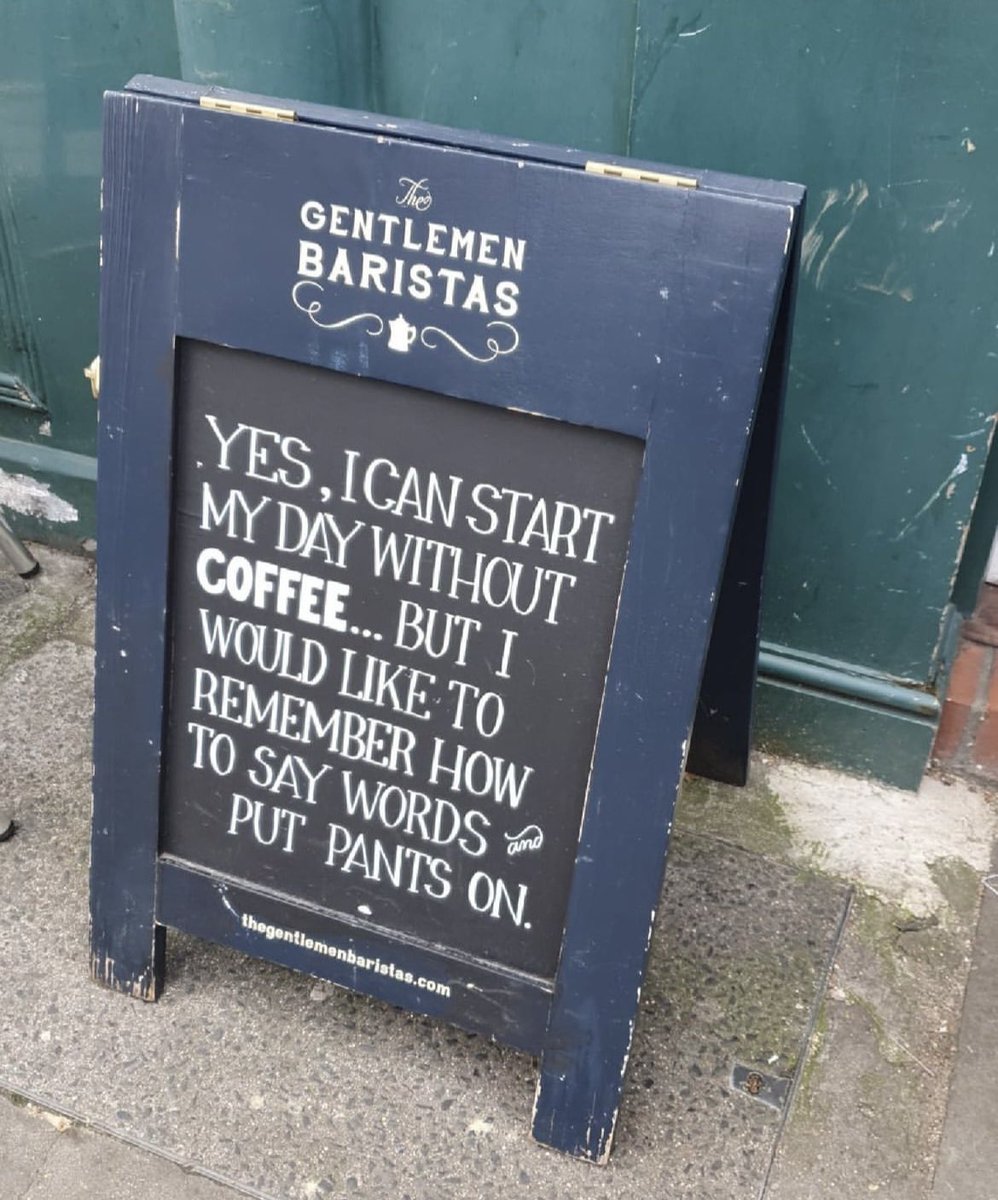 The
GENTLEMEN
BARISTAS
YES, I CAN START
MY DAY WITHOUT
COFFEE... BUT I
WOULD LIKE TO
REMEMBER HOW
TO SAY WORDS and
PUT PANTS ON.
thegentlemenbaristas.com